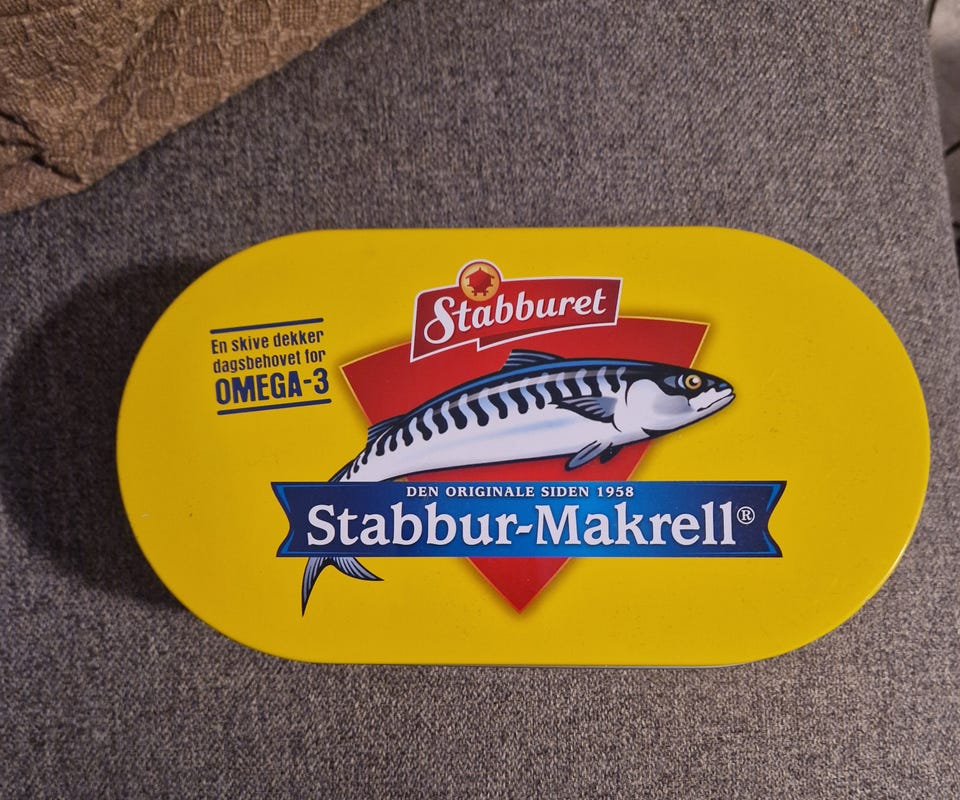 Stabburet
En skive dekker
dagsbehovet for
OMEGA-3
DEN ORIGINALE SIDEN 1958
Stabbur-Makrell®